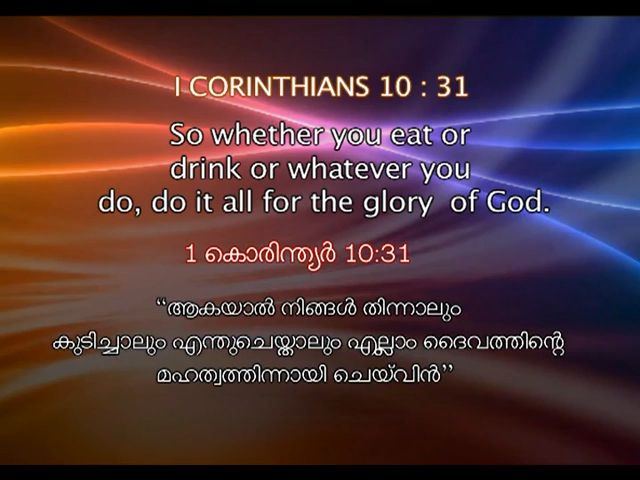 I CORINTHIANS 10 : 31
So whether you eat or
drink or whatever you
do, do it all for the glory of God.
1 കൊരിന്ത്യർ 10:31
“ആകയാൽ നിങ്ങൾ തിന്നാലും
കുടിച്ചാലും എന്തുചെയ്താലും എല്ലാം ദൈവത്തിന്റെ
മഹത്വത്തിന്നായി ചെയ്‌വിൻ”